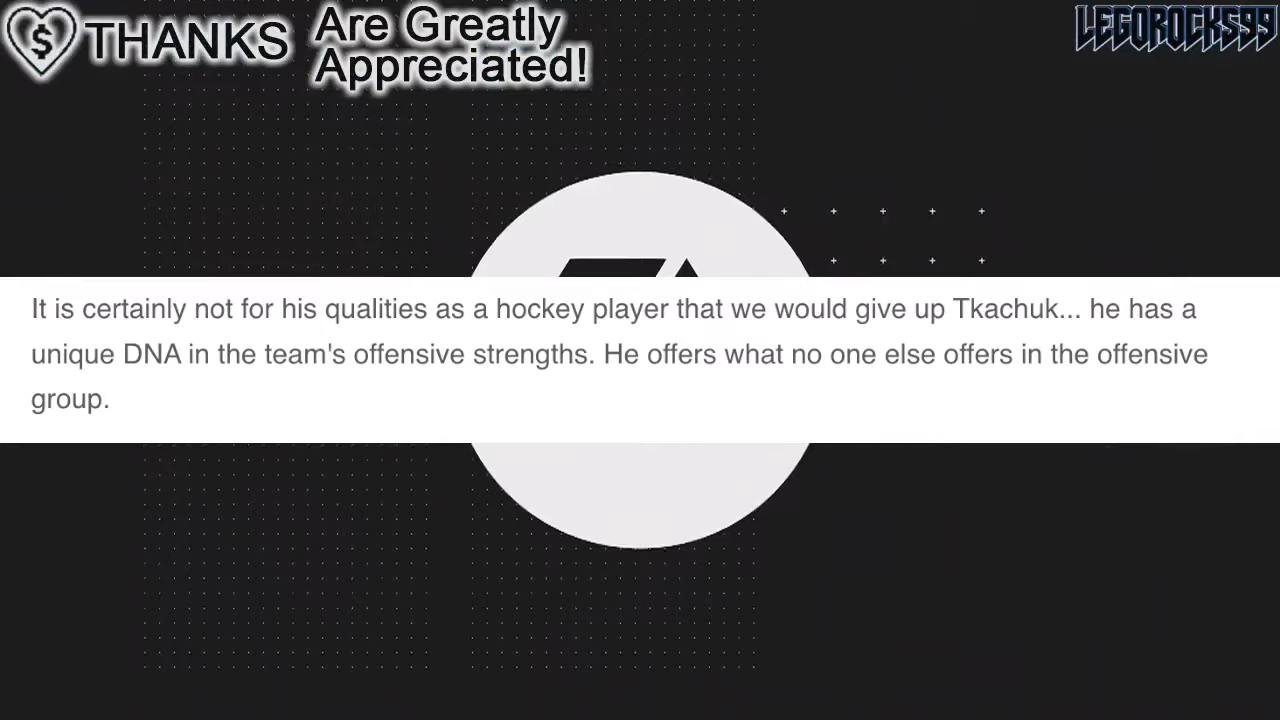 THANKS Are Greatly
Appreciated!
LEGOROCKS99
It is certainly not for his qualities as a hockey player that we would give up Tkachuk... he has a
unique DNA in the team's offensive strengths. He offers what no one else offers in the offensive
group.